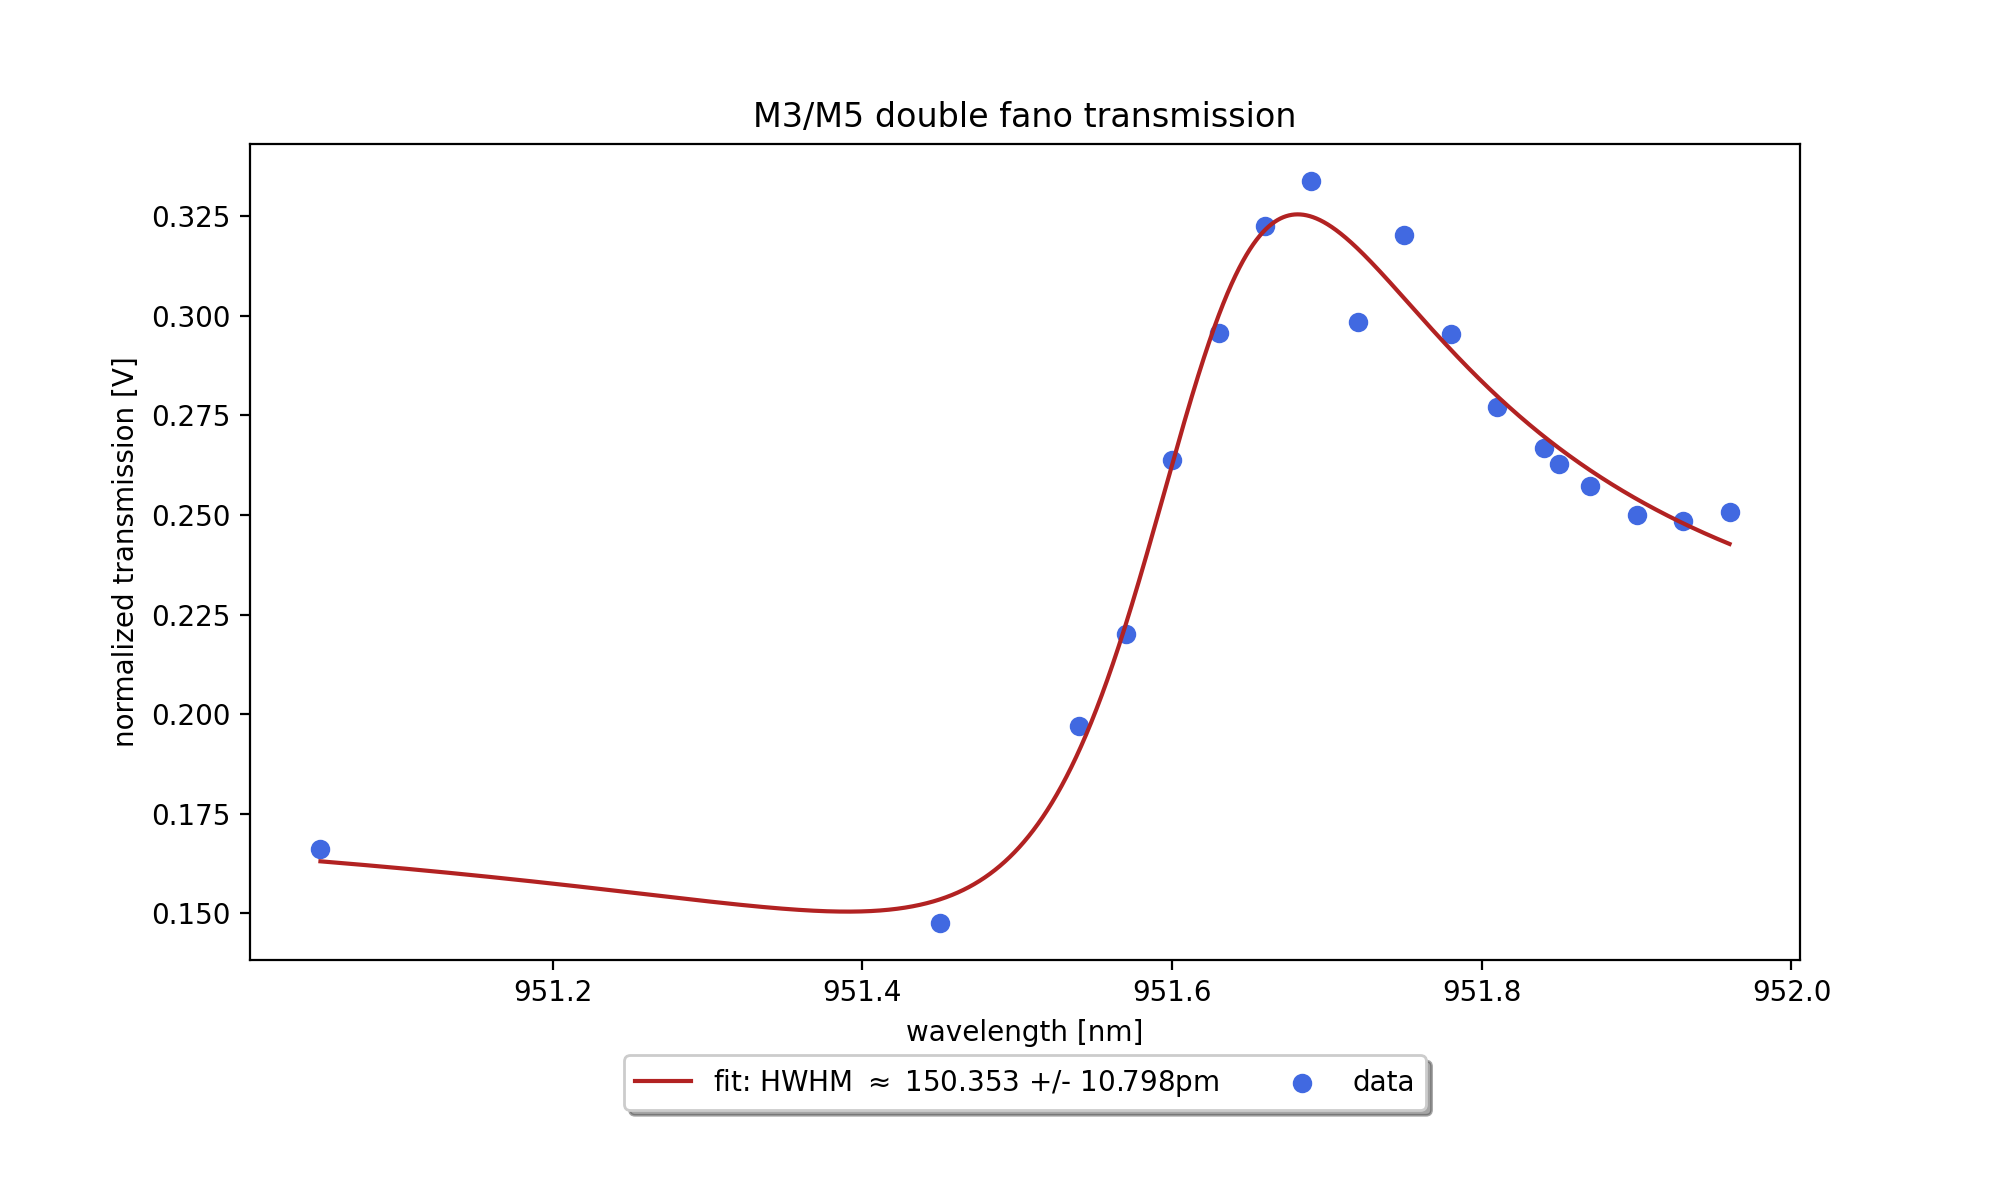 M3/M5 double fano transmission
normalized transmission [V]
0.325
0.300
0.275
0.250
0.225
0.200
0.175
0.150
951.2 951.4 951.6 951.8 952.0
wavelength [nm]
fit: HWHM ≈ 150.353 +/- 10.798pm data